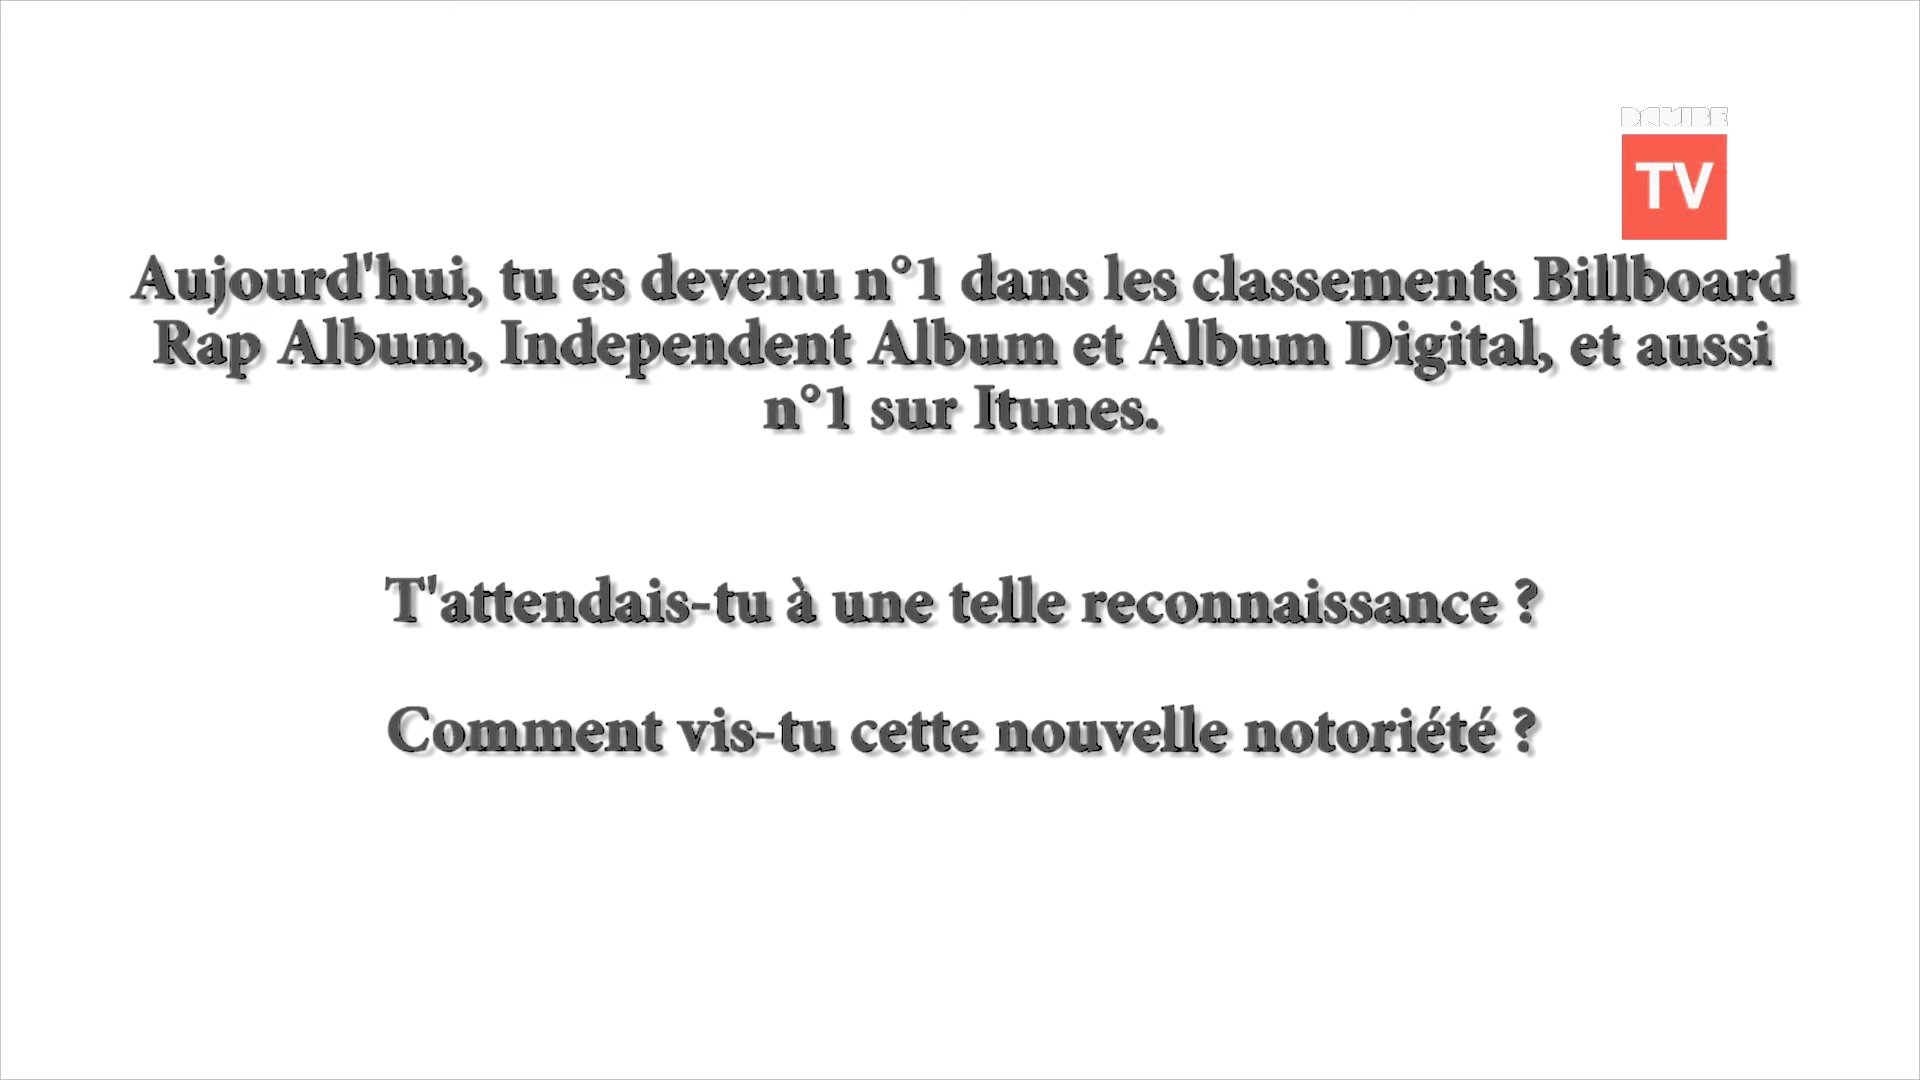 TV
Aujourd'hui, tu es devenu n°1 dans les classements Billboard
Rap Album, Independent Album et Album Digital, et aussi
n°1 sur Itunes.
T'attendais-tu à une telle reconnaissance ?
Comment vis-tu cette nouvelle notoriété ?